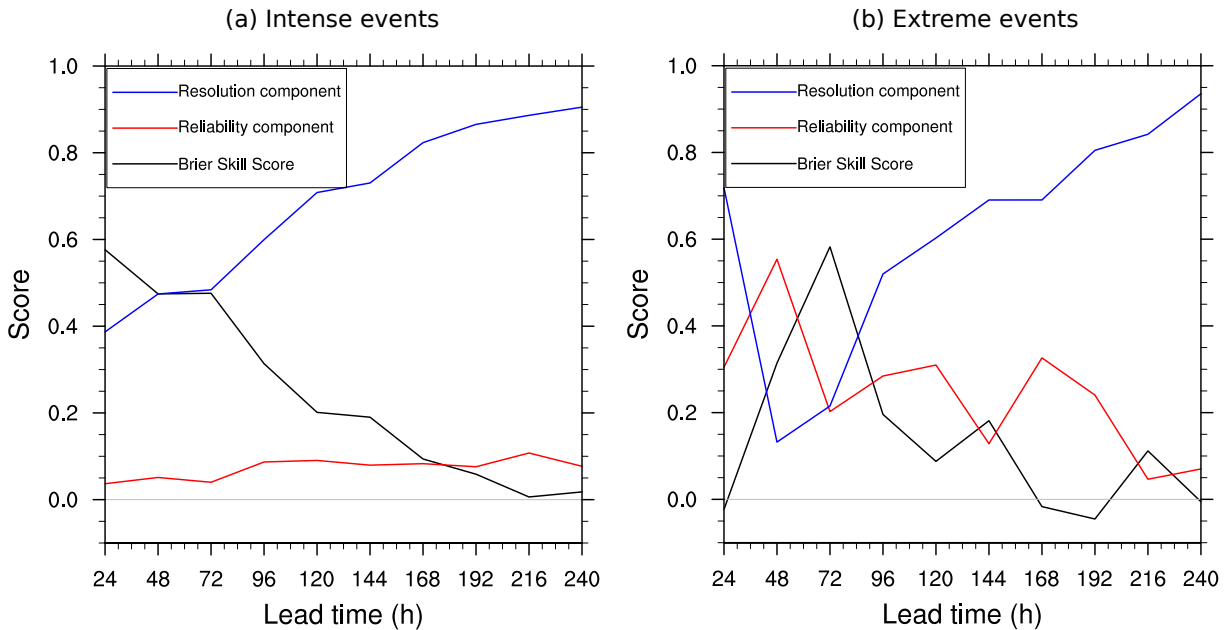 (a) Intense events
1.0
0.8
0.6
0.4
0.2
0.0
Score
Resolution component
Reliability component
Brier Skill Score
24 48 72 96 120 144 168 192 216 240
Lead time (h)
(b) Extreme events
1.0
0.8
0.6
0.4
0.2
0.0
Score
Resolution component
Reliability component
Brier Skill Score
24 48 72 96 120 144 168 192 216 240
Lead time (h)